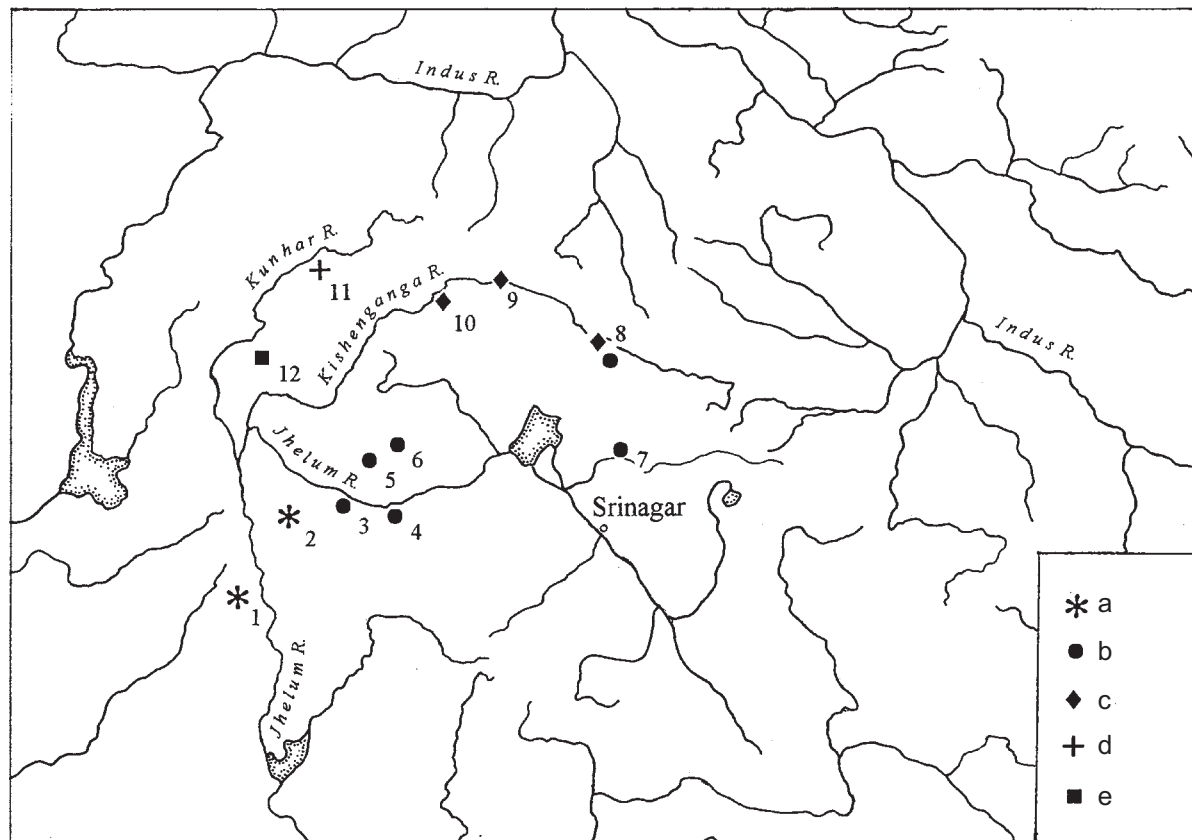 Indus R.
Kunhar R.
11
Kishenganga R.
9
10
8
Indus R.
12
Jhelum R.
6
5
7
3
4
2
Srinagar
1
Jhelum R.
a
b
c
d
e